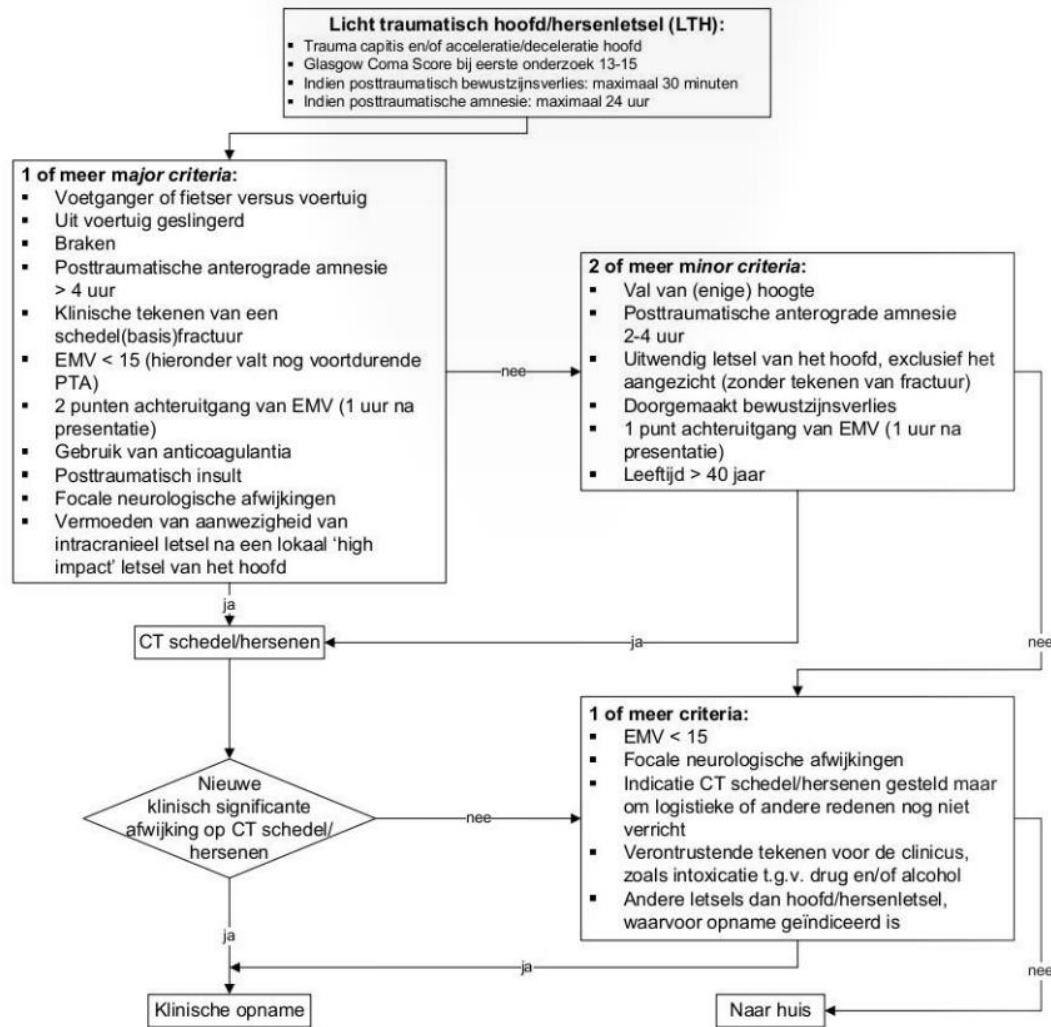 Licht traumatisch hoofd/hersenletsel (LTH):
▪ Trauma capitis en/of acceleratie/deceleratie hoofd
▪ Glasgow Coma Score bij eerste onderzoek 13-15
▪ Indien posttraumatisch bewustzijnsverlies: maximaal 30 minuten
▪ Indien posttraumatische amnesie: maximaal 24 uur
1 of meer major criteria:
▪ Voetganger of fietser versus voertuig
▪ Uit voertuig geslingerd
▪ Braken
▪ Posttraumatische anterograde amnesie
> 4 uur
▪ Klinische tekenen van een
schedel(basis)fractuur
▪ EMV < 15 (hieronder valt nog voortdurende
PTA)
▪ 2 punten achteruitgang van EMV (1 uur na
presentatie)
▪ Gebruik van anticoagulantia
▪ Posttraumatisch insult
▪ Focale neurologische afwijkingen
▪ Vermoeden van aanwezigheid van
intracranieel letsel na een lokaal ‘high
impact’ letsel van het hoofd
nee
2 of meer minor criteria:
▪ Val van (enige) hoogte
▪ Posttraumatische anterograde amnesie
2-4 uur
▪ Uitwendig letsel van het hoofd, exclusief het
aangezicht (zonder tekenen van fractuur)
▪ Doorgemaakt bewustzijnsverlies
▪ 1 punt achteruitgang van EMV (1 uur na
presentatie)
▪ Leeftijd > 40 jaar
ja
CT schedel/hersenen
ja
nee
Nieuwe
klinisch significante
afwijking op CT schedel/
hersenen
nee
1 of meer criteria:
▪ EMV < 15
▪ Focale neurologische afwijkingen
▪ Indicatie CT schedel/hersenen gesteld maar
om logistieke of andere redenen nog niet
verricht
▪ Verontrustende tekenen voor de clinicus,
zoals intoxicatie t.g.v. drug en/of alcohol
▪ Andere letsels dan hoofd/hersenletsel,
waarvoor opname geïndiceerd is
ja
ja
nee
Klinische opname
Naar huis